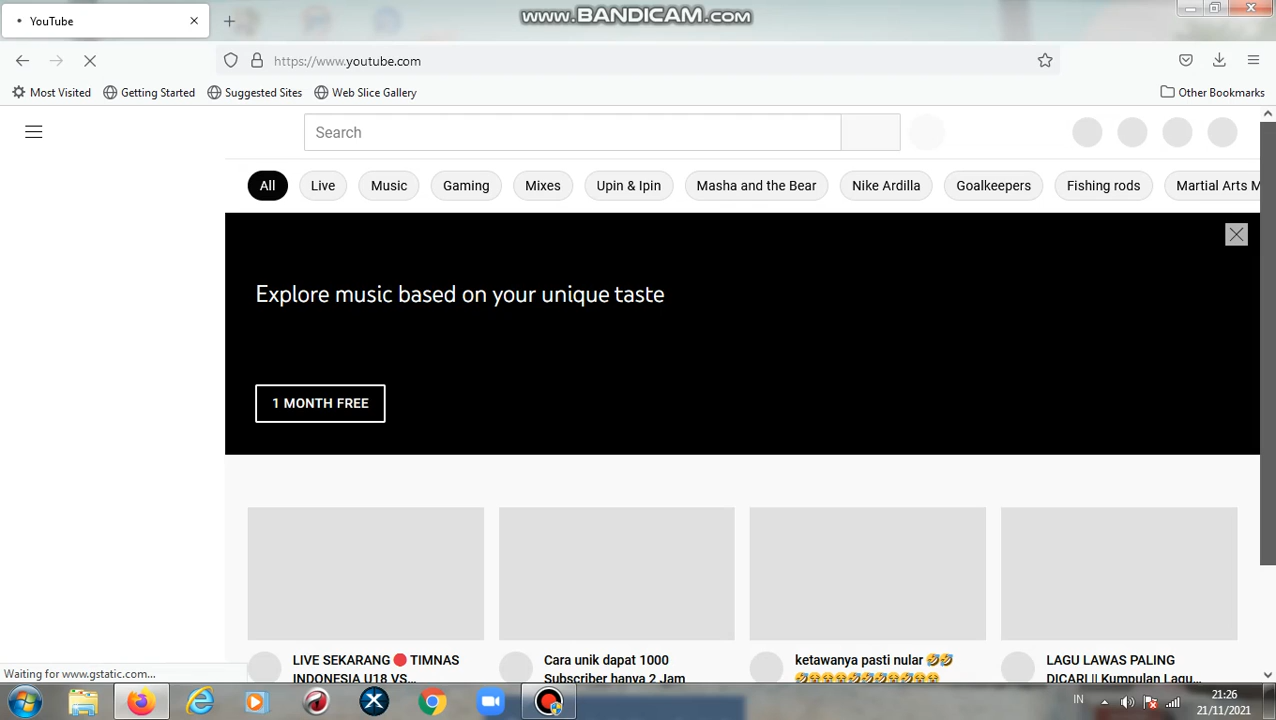 YouTube
www.BANDICAM.com
https://www.youtube.com
Most Visited
Getting Started
Suggested Sites
Web Slice Gallery
Other Bookmarks
Search
All
Live
Music
Gaming
Mixes
Upin & Ipin
Masha and the Bear
Nike Ardilla
Goalkeepers
Fishing rods
Martial Arts M
Explore music based on your unique taste
1 MONTH FREE
LIVE SEKARANG 🔴 TIMNAS
INDONESIA U18 VS...
Cara unik dapat 1000
Subscriber hanya 2 Jam
ketawanya pasti nular 🤣🤣
🤣😂😂😂🤣🤣🤣😂🤣😂😂
LAGU LAWAS PALING
DICARI || Kumpulan Lagu...
Waiting for www.gstatic.com...
IN
21:26
21/11/2021